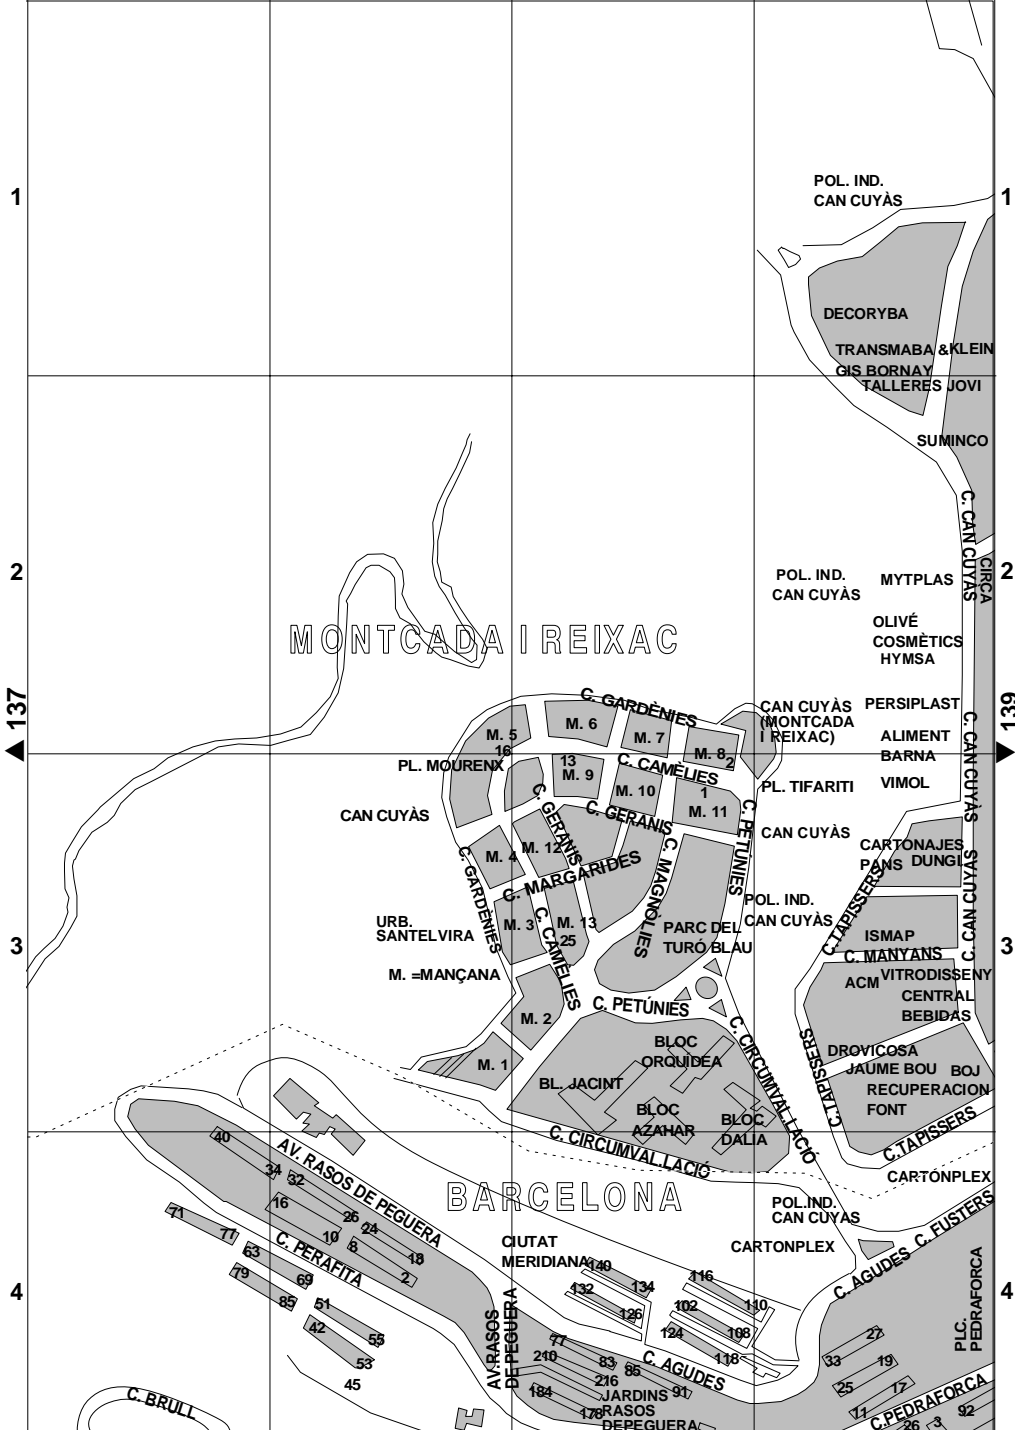 POL. IND.
CAN CUYÀS
1
1
DECORYBA
TRANSMABA &KLEIN
GIS BORNAY
TALLERES JOVI
SUMINCO
C. CAN CUYÀS
CIRCA
2
2
POL. IND.
CAN CUYÀS
MYTPLAS
OLIVÉ
COSMÈTICS
HYMSA
MONTCADA I REIXAC
137
139
C. GARDÈNIES
CAN CUYÀS
(MONTCADA
I REIXAC)
PERSIPLAST
M. 5
16
M. 6
M. 7
M. 8
2
ALIMENT
BARNA
C. CAN CUYÀS
PL. MOURENX
13
M. 9
C. CAMÈLIES
M. 10
1
M. 11
PL. TIFARITI
VIMOL
CAN CUYÀS
C. GERANIS
C. GERANIS
C. PETÚNIES
CAN CUYÀS
CARTONAJES
PANS
DUNGL
C. GARDÈNIES
M. 4
M. 12
C. MARGARIDES
C. MAGNÒLIES
C. TAPISSERS
C. CAN CUYAS
POL. IND.
CAN CUYÀS
URB.
SANTELVIRA
M. 3
C. CAMÈLIES
M. 13
25
PARC DEL
TURÓ BLAU
ISMAP
3
3
C. MANYANS
M. =MANÇANA
ACM
VITRODISSENY
CENTRAL
BEBIDAS
M. 2
C. PETÚNIES
C. CIRCUMVAL.LACIÓ
C.TAPISSERS
M. 1
BLOC
ORQUÍDEA
DROVICOSA
JAUME BOU
BOJ
BL. JACINT
RECUPERACION
FONT
BLOC
AZAHAR
BLOC
DALIA
C. CIRCUMVAL.LACIÓ
C.TAPISSERS
CARTONPLEX
40
34
32
AV. RASOS DE PEGUERA
BARCELONA
POL.IND.
CAN CUYAS
C. FUSTERS
71
77
16
10
26
24
18
8
2
C. PERAFITA
CIUTAT
MERIDIANA
CARTONPLEX
63
69
79
85
51
55
42
53
45
140
134
132
126
116
110
102
108
124
118
C. AGUDES
4
4
PLC.
PEDRAFORCA
AV.RASOS
DE PEGUERA
77
83
210
216
85
91
C. AGUDES
184
178
JARDINS
RASOS
DEPEGUERA
27
33
19
25
17
11
C.PEDRAFORCA
26
3
92
C. BRULL